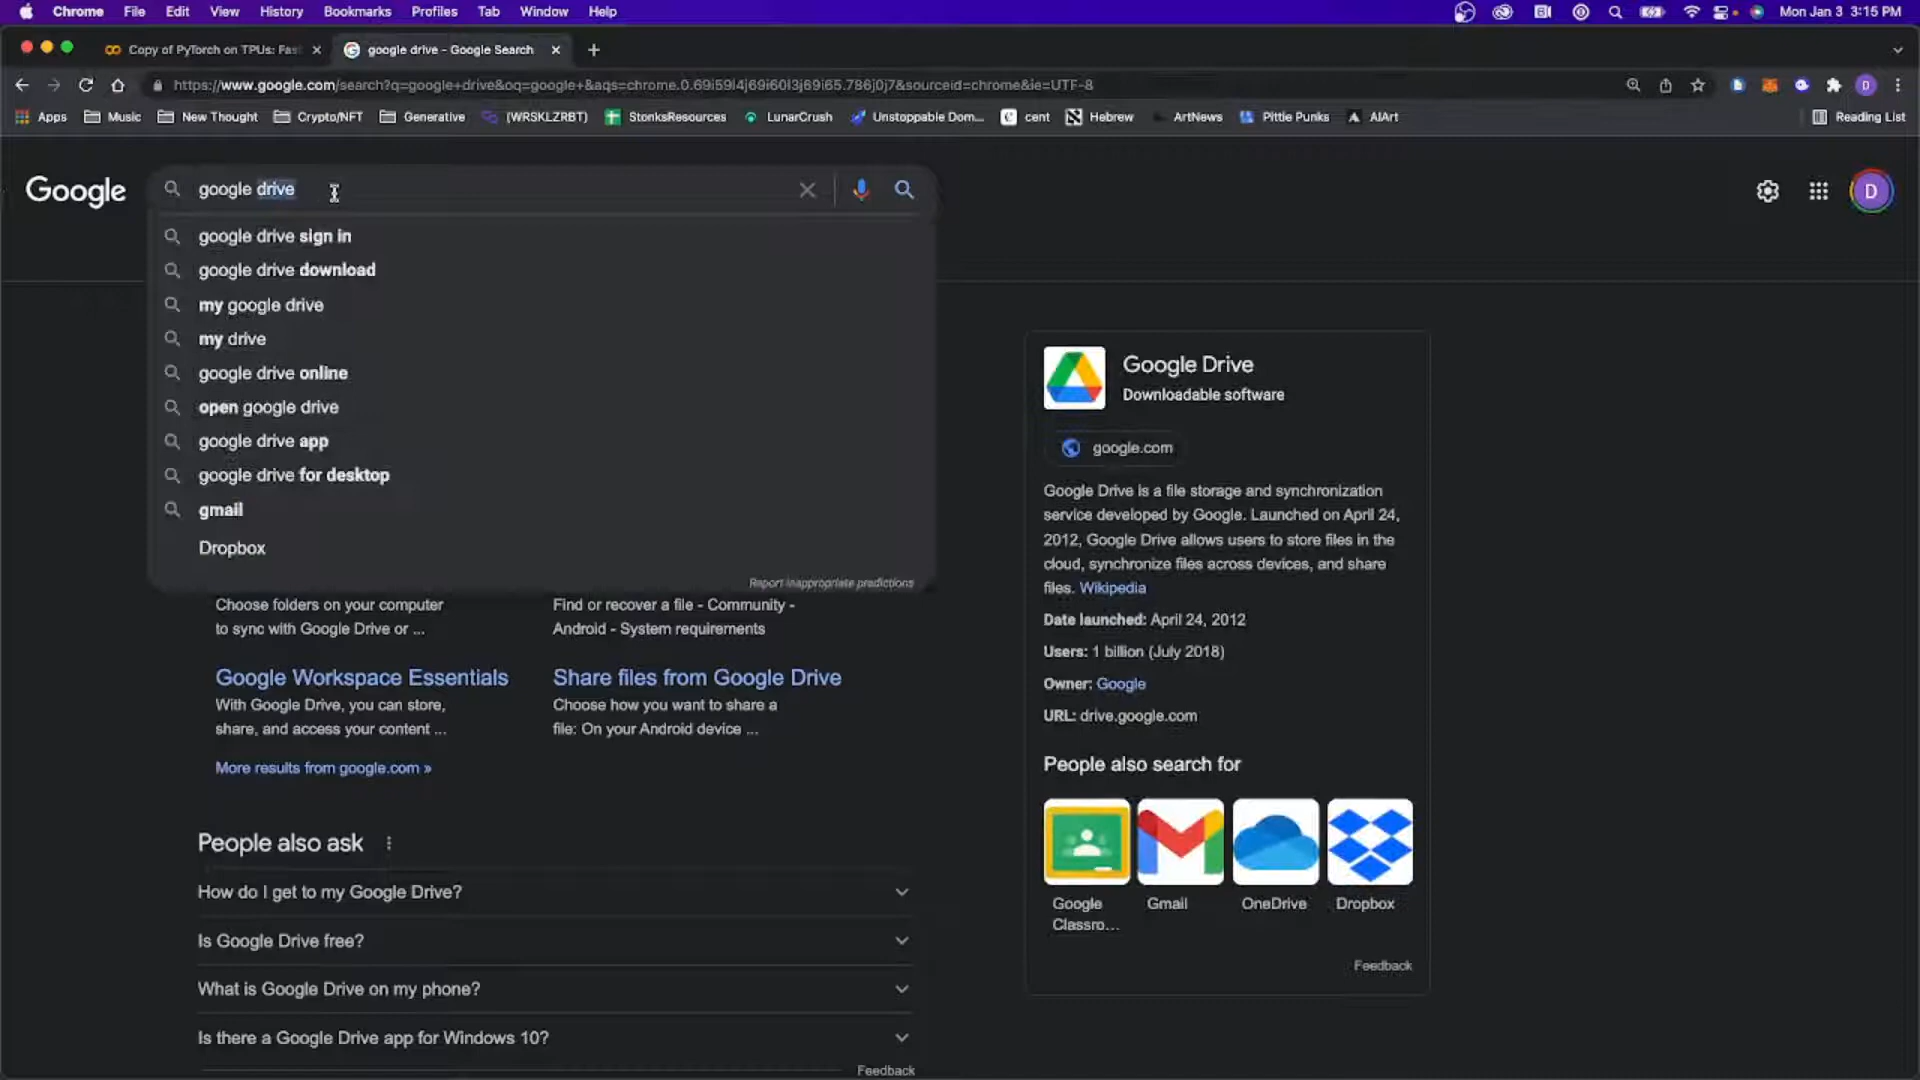 Chrome File Edit View History Bookmarks Profiles Tab Window Help Mon Jan 3 3:15 PM
Copy of PyTorch on TPUs: Fas google drive - Google Search
https://www.google.com/search?q=google+drive&oq=google+&aqs=chrome.0.69i59l4j69i60l3j69i65.786j0j7&sourceid=chrome&ie=UTF-8 D
Apps Music New Thought Crypto/NFT Generative (WRSKLZRBT) StonksResources LunarCrush Unstoppable Dom... cent Hebrew ArtNews Pittie Punks AIArt Reading List
Google google drive D
google drive sign in
google drive download
my google drive
my drive
google drive online
open google drive
google drive app
google drive for desktop
gmail
Dropbox
Report inappropriate predictions
Choose folders on your computer
to sync with Google Drive or ...
Find or recover a file - Community -
Android - System requirements
Google Workspace Essentials
With Google Drive, you can store,
share, and access your content ...
Share files from Google Drive
Choose how you want to share a
file: On your Android device ...
More results from google.com »
People also ask
How do I get to my Google Drive?
Is Google Drive free?
What is Google Drive on my phone?
Is there a Google Drive app for Windows 10?
Feedback
Google Drive
Downloadable software
google.com
Google Drive is a file storage and synchronization
service developed by Google. Launched on April 24,
2012, Google Drive allows users to store files in the
cloud, synchronize files across devices, and share
files. Wikipedia
Date launched: April 24, 2012
Users: 1 billion (July 2018)
Owner: Google
URL: drive.google.com
People also search for
Google
Classro...
Gmail
OneDrive
Dropbox
Feedback